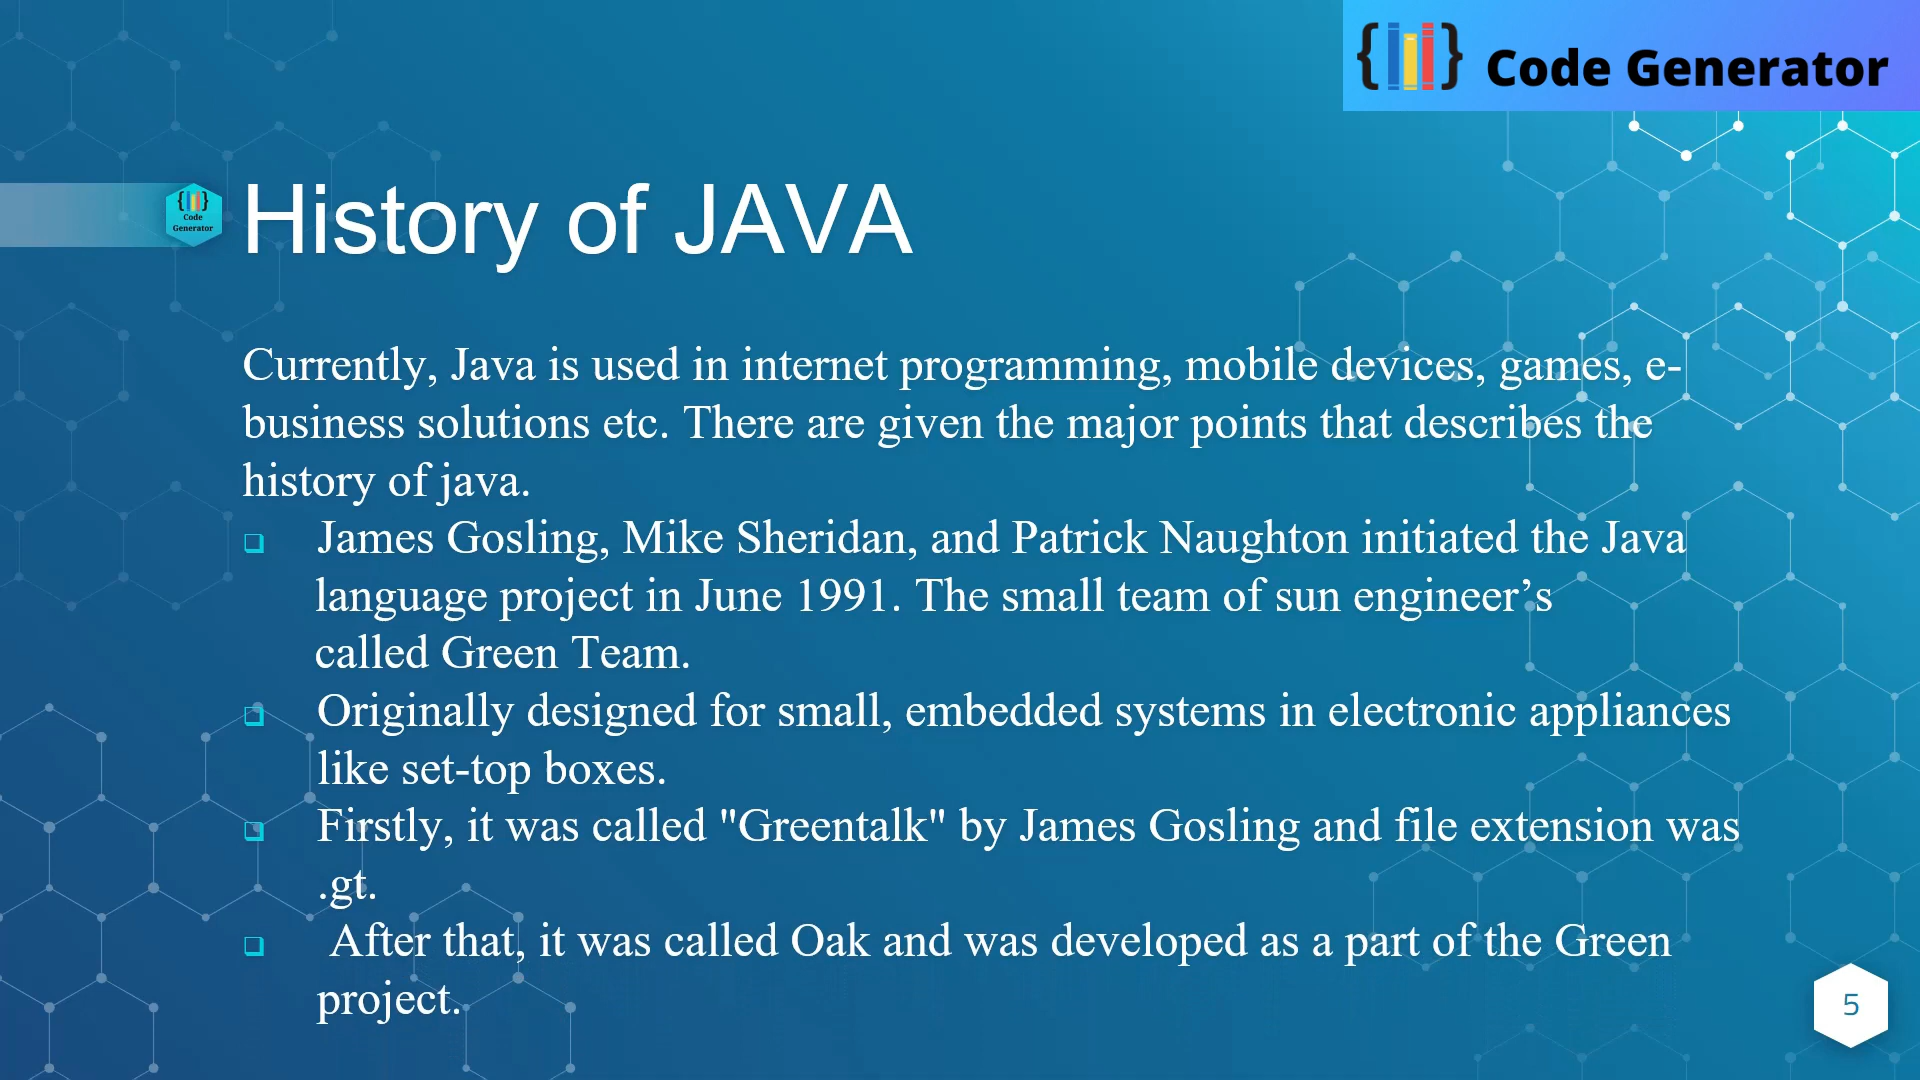 Code Generator
Code
Generator
History of JAVA
Currently, Java is used in internet programming, mobile devices, games, e-
business solutions etc. There are given the major points that describes the
history of java.
James Gosling, Mike Sheridan, and Patrick Naughton initiated the Java
language project in June 1991. The small team of sun engineer’s
called Green Team.
Originally designed for small, embedded systems in electronic appliances
like set-top boxes.
Firstly, it was called "Greentalk" by James Gosling and file extension was
.gt.
After that, it was called Oak and was developed as a part of the Green
project.
5